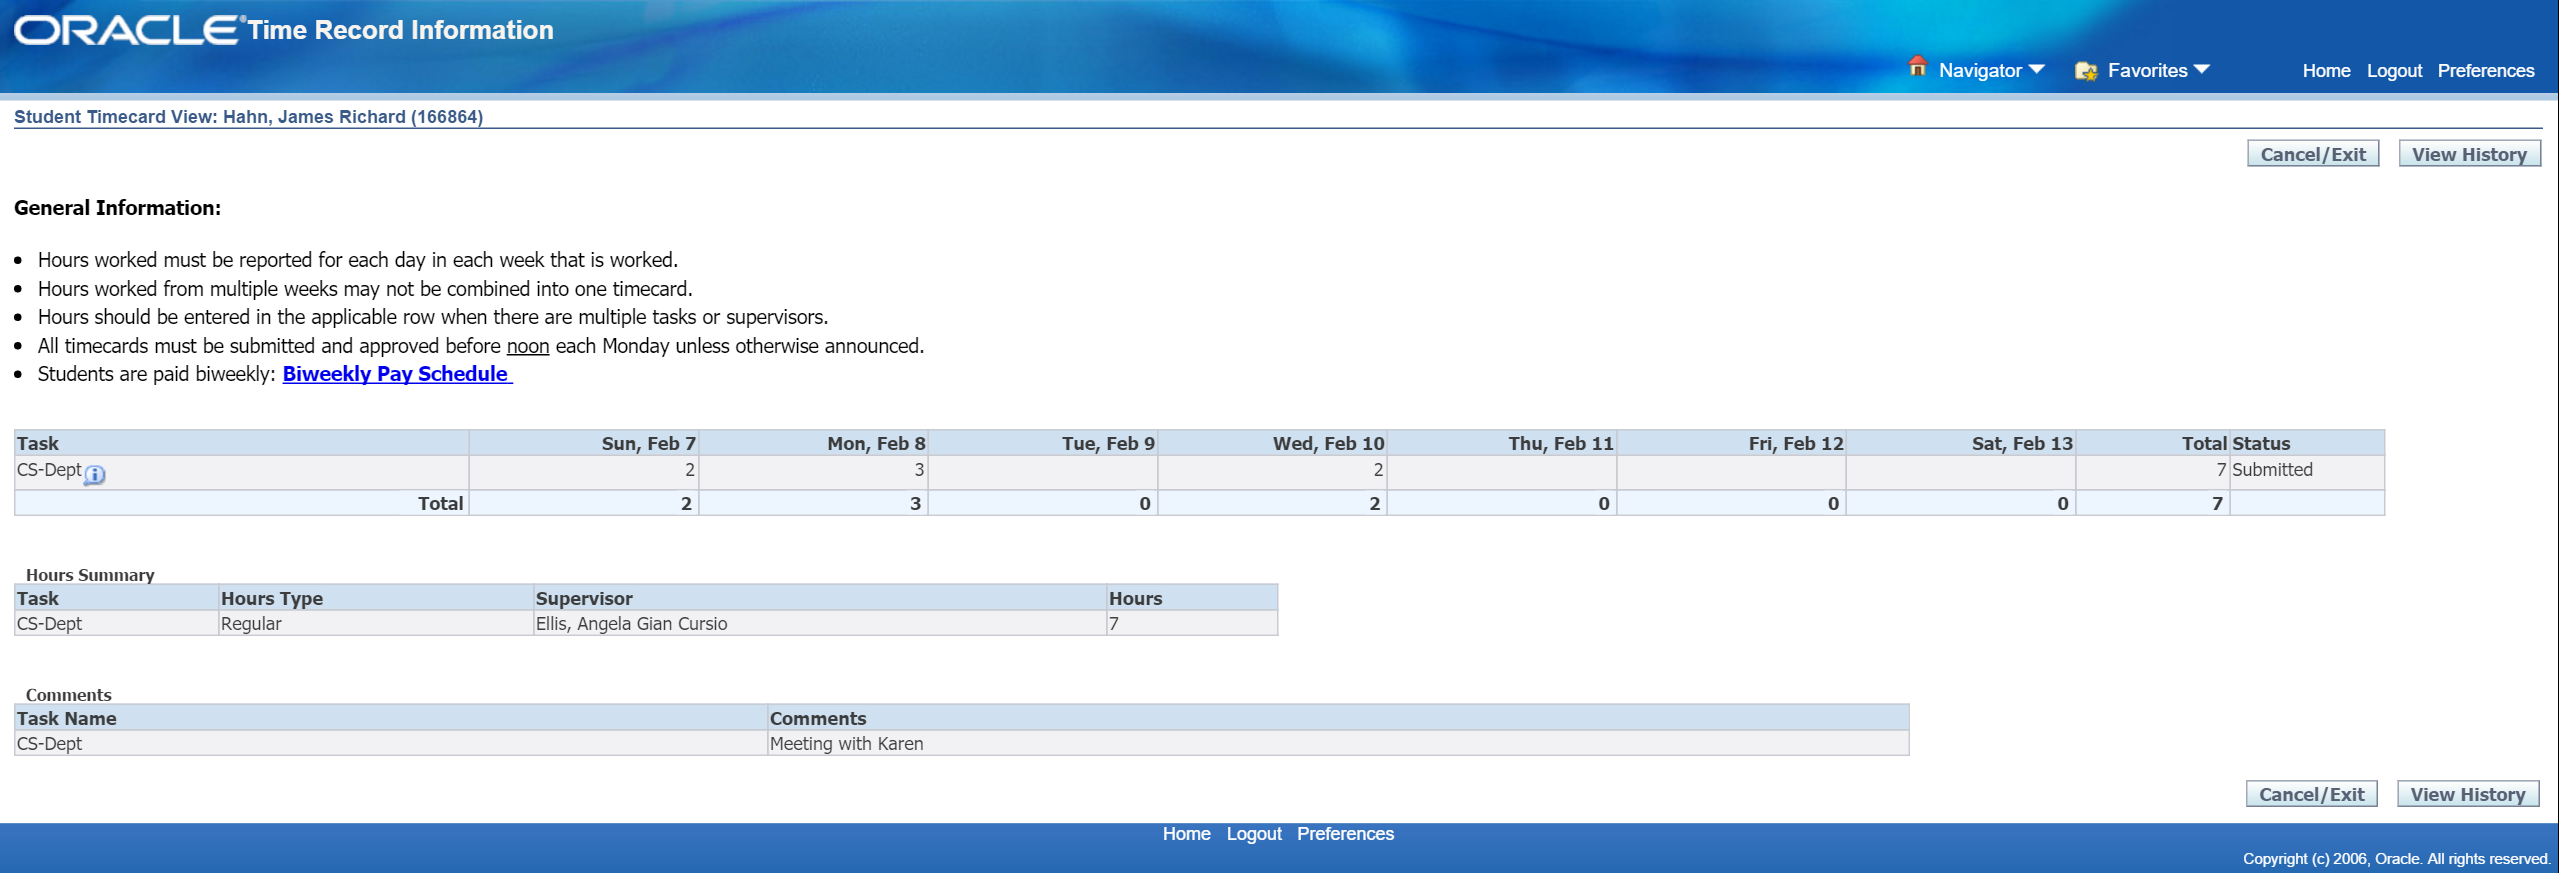 ORACLE® Time Record Information
Navigator Favorites Home Logout Preferences
Student Timecard View: Hahn, James Richard (166864)
Cancel/Exit View History
General Information:
• Hours worked must be reported for each day in each week that is worked.
• Hours worked from multiple weeks may not be combined into one timecard.
• Hours should be entered in the applicable row when there are multiple tasks or supervisors.
• All timecards must be submitted and approved before noon each Monday unless otherwise announced.
• Students are paid biweekly: Biweekly Pay Schedule
Task Sun, Feb 7 Mon, Feb 8 Tue, Feb 9 Wed, Feb 10 Thu, Feb 11 Fri, Feb 12 Sat, Feb 13 Total Status
CS-Dept 2 3 2 7 Submitted
Total 2 3 0 2 0 0 0 7
Hours Summary
Task Hours Type Supervisor Hours
CS-Dept Regular Ellis, Angela Gian Cursio 7
Comments
Task Name Comments
CS-Dept Meeting with Karen
Cancel/Exit View History
Home Logout Preferences
Copyright (c) 2006, Oracle. All rights reserved.